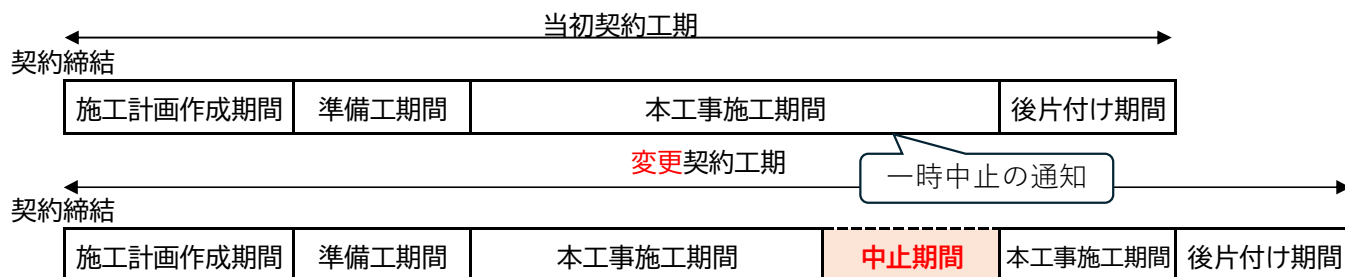 当初契約工期
契約締結
施工計画作成期間 準備工期間 本工事施工期間 後片付け期間
変更契約工期
一時中止の通知
契約締結
施工計画作成期間 準備工期間 本工事施工期間 中止期間 本工事施工期間 後片付け期間